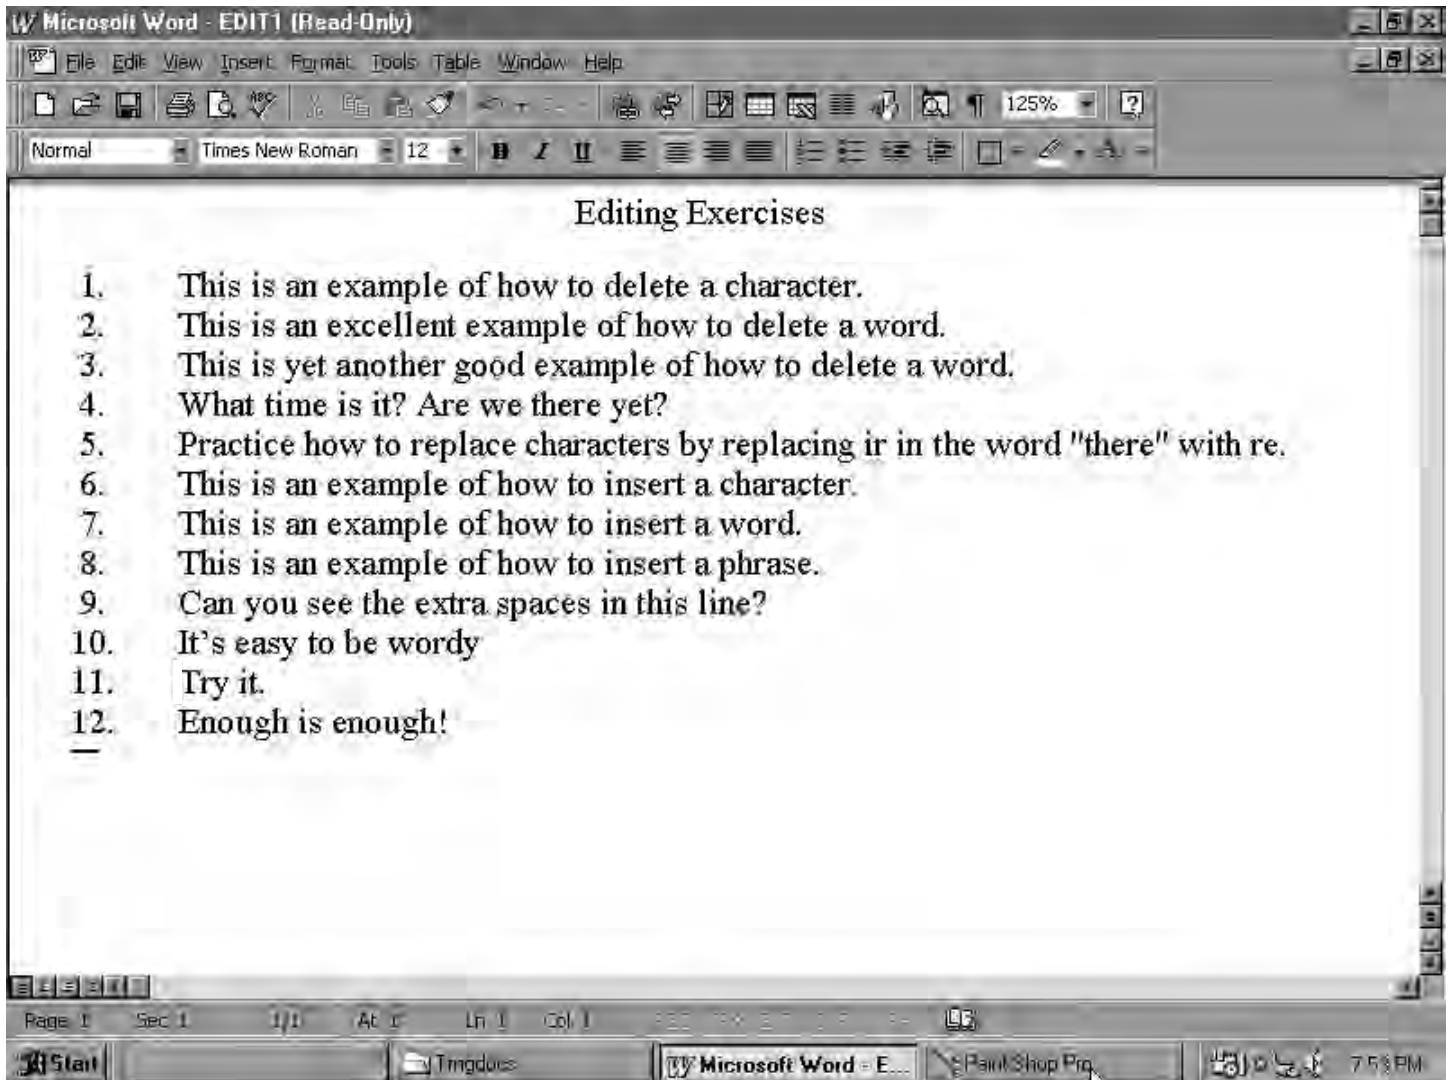 Microsoft Word - EDIT1 (Read-Only)
File Edit View Insert Format Tools Table Window Help
125%
Normal Times New Roman 12 B I U
Editing Exercises
1. This is an example of how to delete a character.
2. This is an excellent example of how to delete a word.
3. This is yet another good example of how to delete a word.
4. What time is it? Are we there yet?
5. Practice how to replace characters by replacing ir in the word "there" with re.
6. This is an example of how to insert a character.
7. This is an example of how to insert a word.
8. This is an example of how to insert a phrase.
9. Can you see the extra spaces in this line?
10. It’s easy to be wordy
11. Try it.
12. Enough is enough!
Page 1 Sec 1 1/1 At Ln 1 Col 1
Start Trngdocs Microsoft Word - E... Paint Shop Pro 7:53 PM